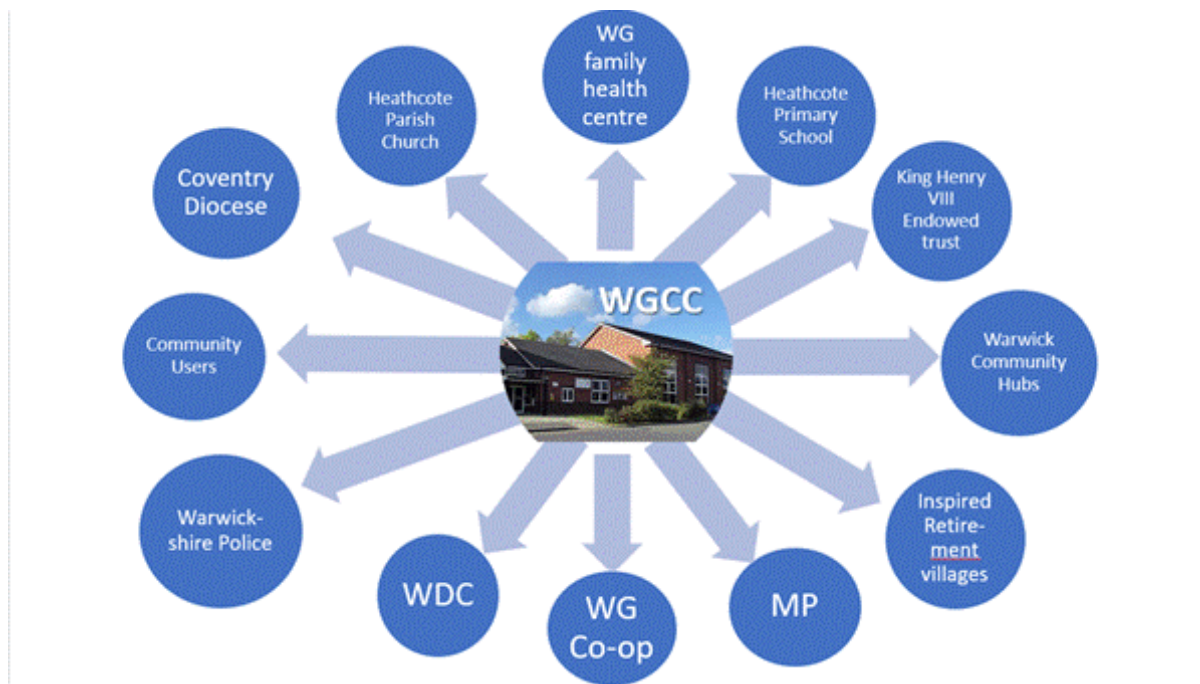 WG
family
health
centre
Heathcote
Parish
Church
Heathcote
Primary
School
Coventry
Diocese
King Henry
VIII
Endowed
trust
WGCC
Community
Users
Warwick
Community
Hubs
Warwick-
shire Police
Inspired
Retire-
ment
villages
WDC
WG
Co-op
MP